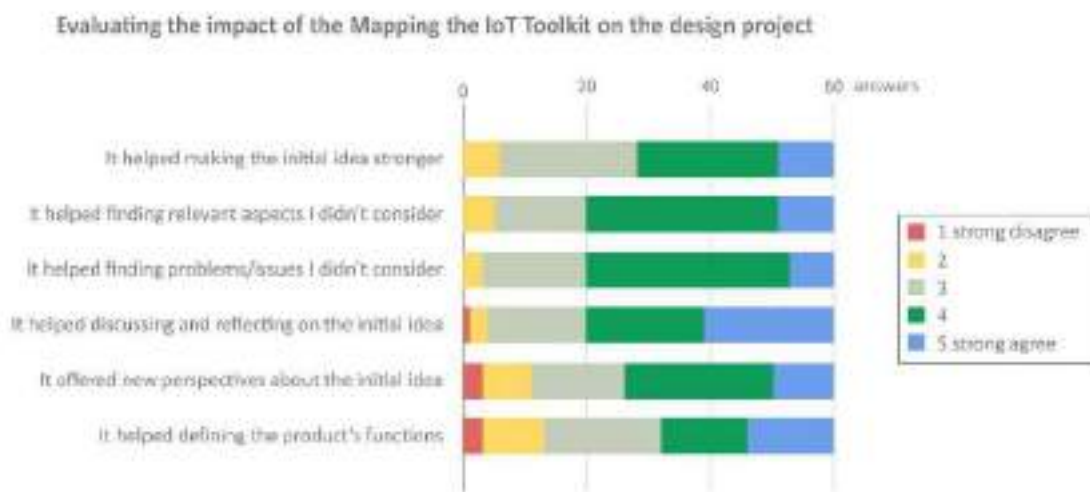 Evaluating the impact of the Mapping the IoT Toolkit on the design project
0 20 40 60 answers
It helped making the initial idea stronger
It helped finding relevant aspects I didn't consider
It helped finding problems/issues I didn't consider
It helped discussing and reflecting on the initial idea
It offered new perspectives about the initial idea
It helped defining the product's functions
1 strong disagree
2
3
4
5 strong agree